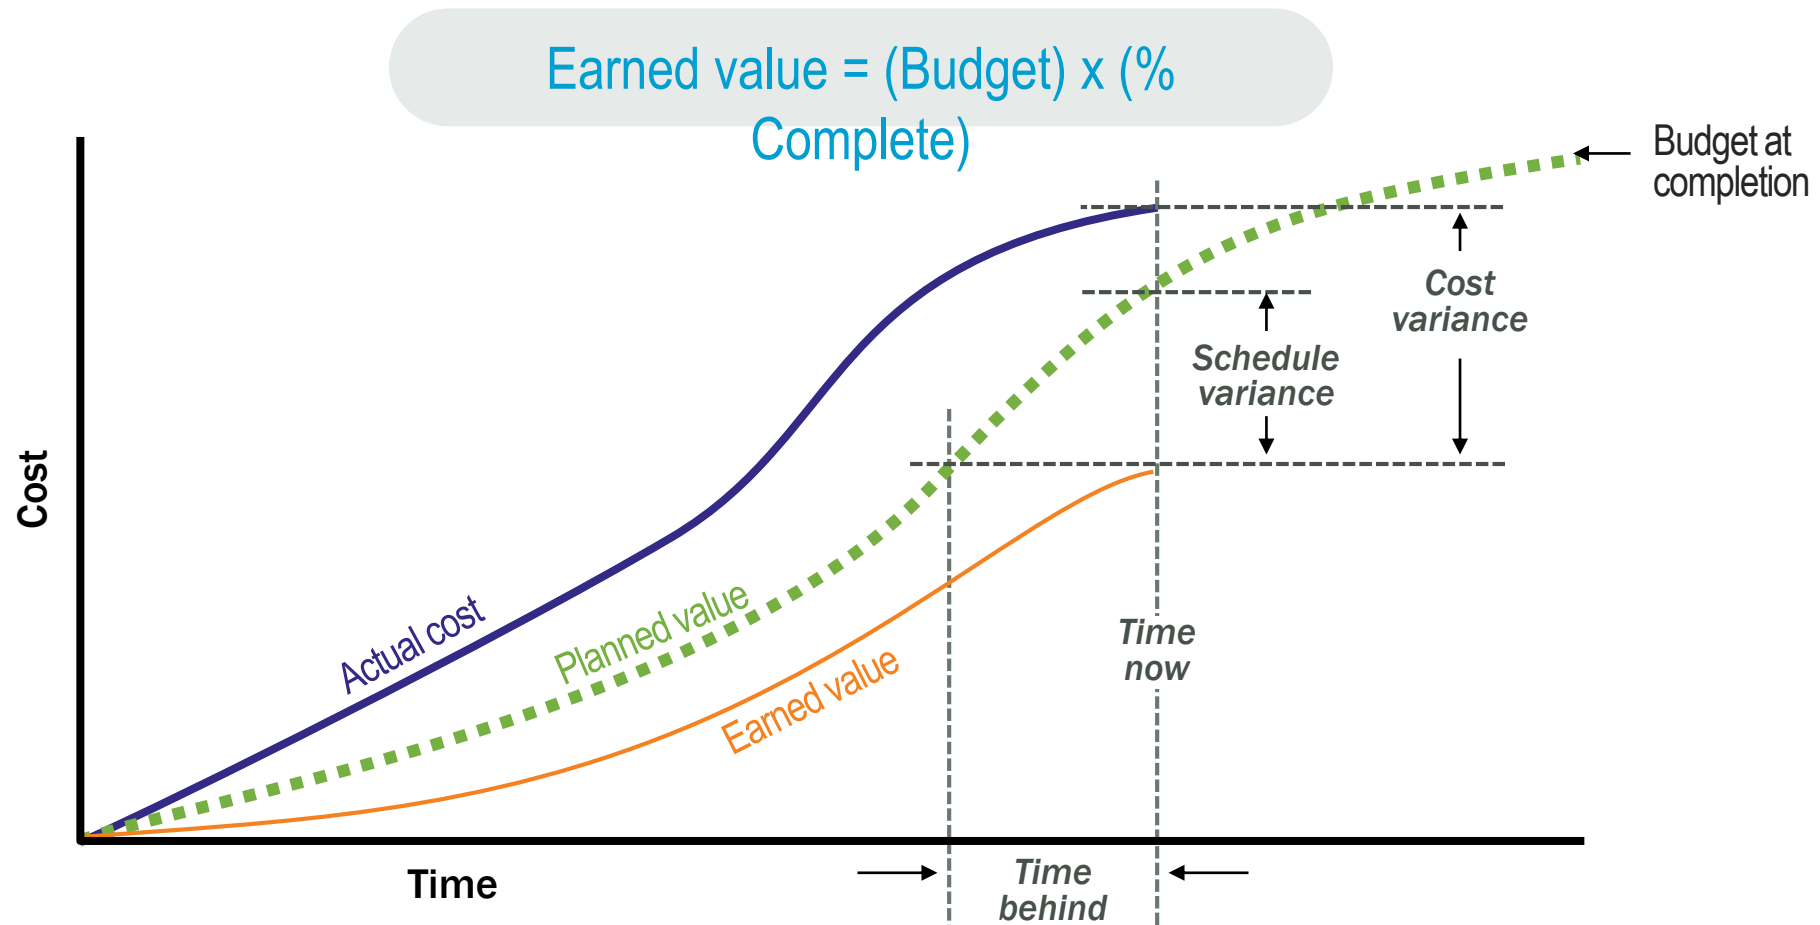 Earned value = (Budget) x (%
Complete)
Budget at
completion
Cost
variance
Schedule
variance
Cost
Actual cost
Planned value
Earned value
Time
now
Time
Time
behind